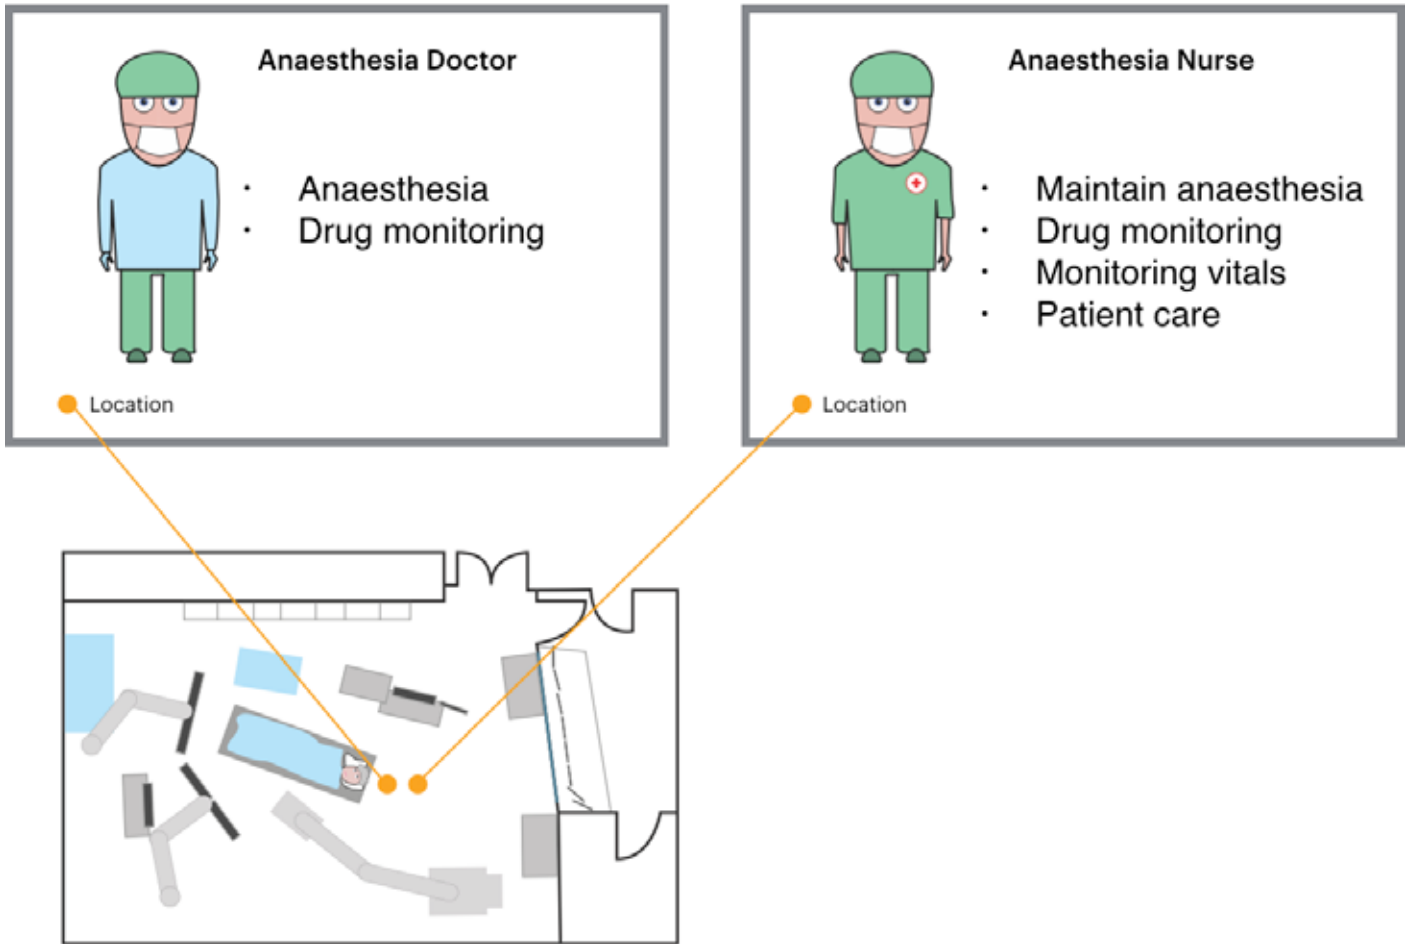 Anaesthesia Doctor
· Anaesthesia
· Drug monitoring
Location
Anaesthesia Nurse
· Maintain anaesthesia
· Drug monitoring
· Monitoring vitals
· Patient care
Location